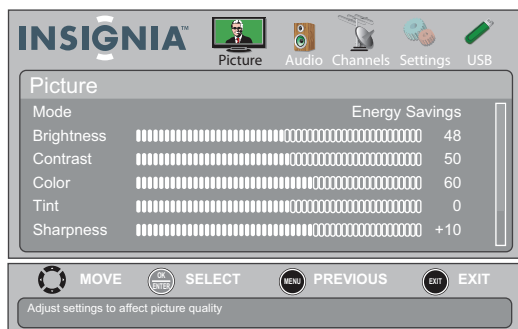 INSIGNIA™
Picture Audio Channels Settings USB
Picture
Mode Energy Savings
Brightness 48
Contrast 50
Color 60
Tint 0
Sharpness +10
MOVE OK ENTER SELECT MENU PREVIOUS EXIT EXIT
Adjust settings to affect picture quality